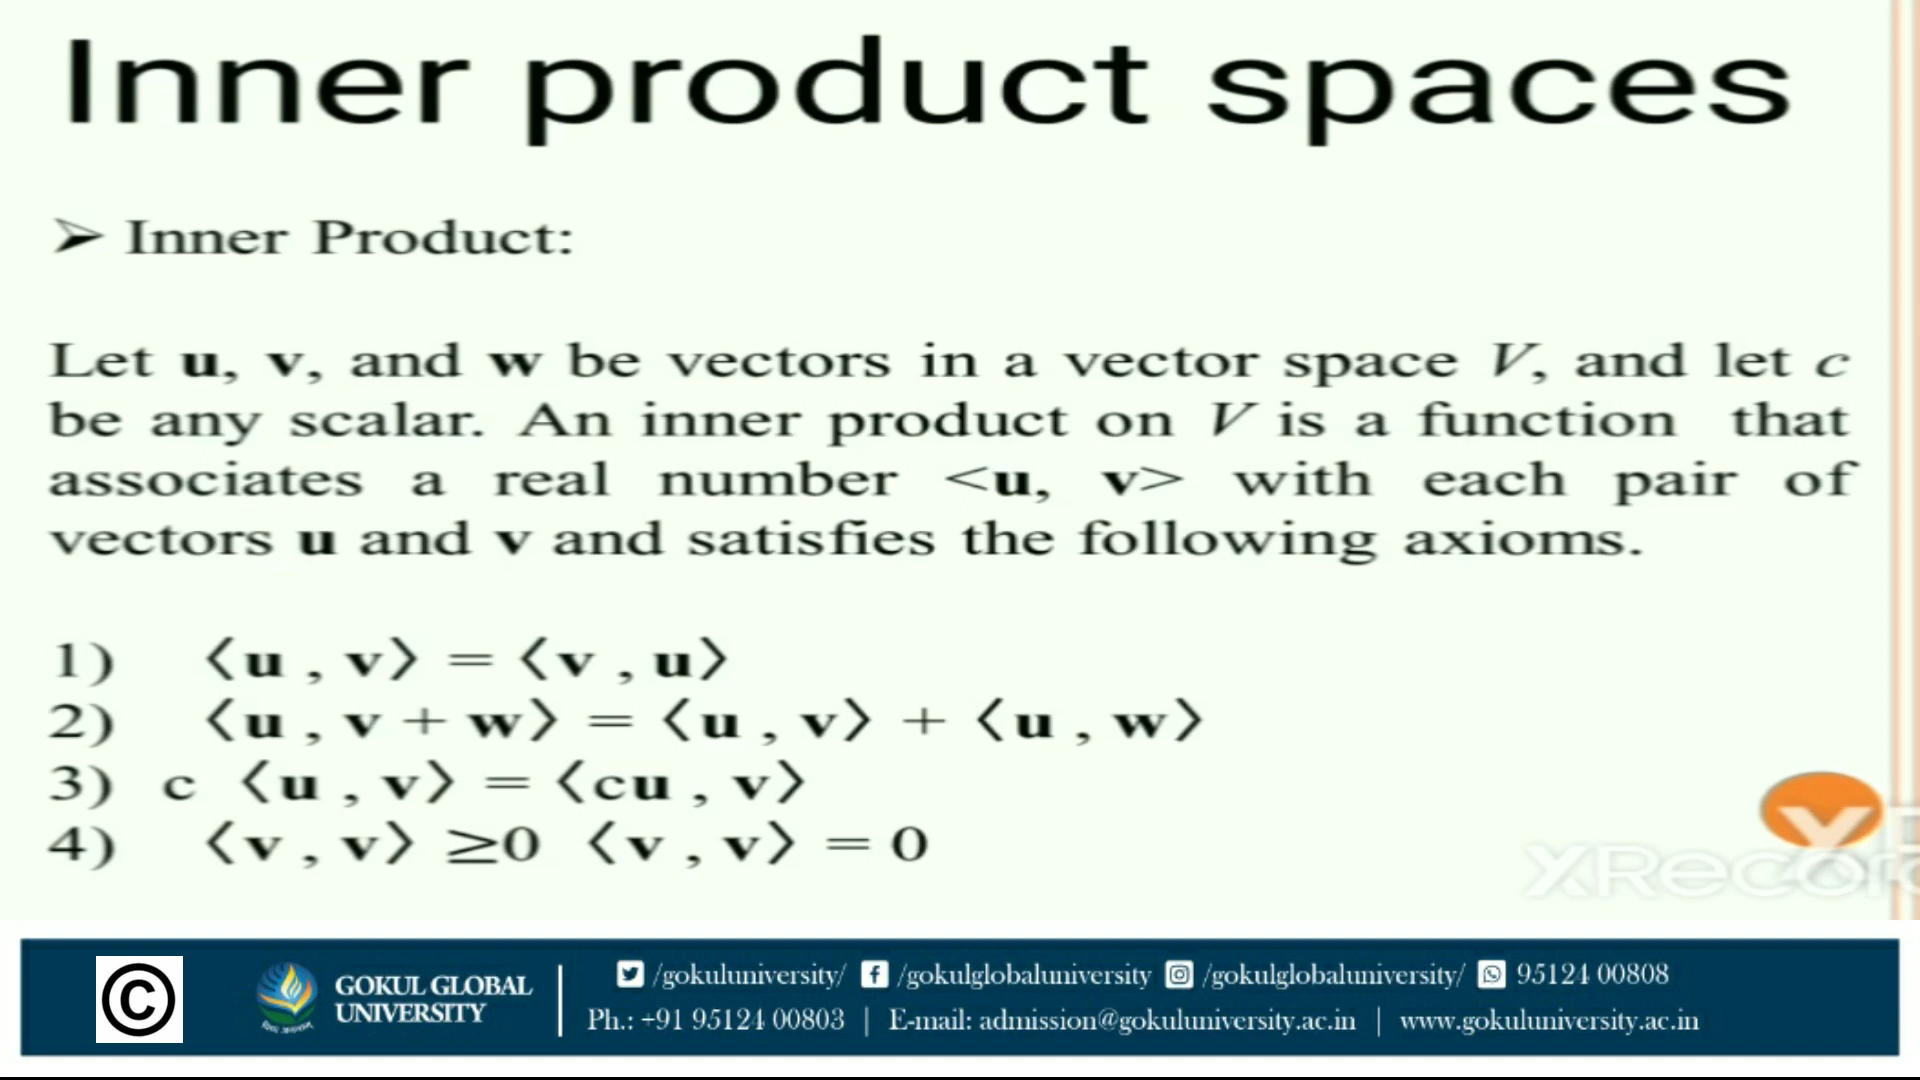 Inner product spaces
➢ Inner Product:
Let u, v, and w be vectors in a vector space V, and let c
be any scalar. An inner product on V is a function that
associates a real number <u, v> with each pair of
vectors u and v and satisfies the following axioms.
1) 〈u , v〉 = 〈v , u〉
2) 〈u , v + w〉 = 〈u , v〉 + 〈u , w〉
3) c 〈u , v〉 = 〈cu , v〉
4) 〈v , v〉 ≥0 〈v , v〉 = 0
XRecor
©
GOKUL GLOBAL
UNIVERSITY
/gokuluniversity/ /gokulglobaluniversity /gokulglobaluniversity/ 95124 00808
Ph.: +91 95124 00803 | E-mail: admission@gokuluniversity.ac.in | www.gokuluniversity.ac.in